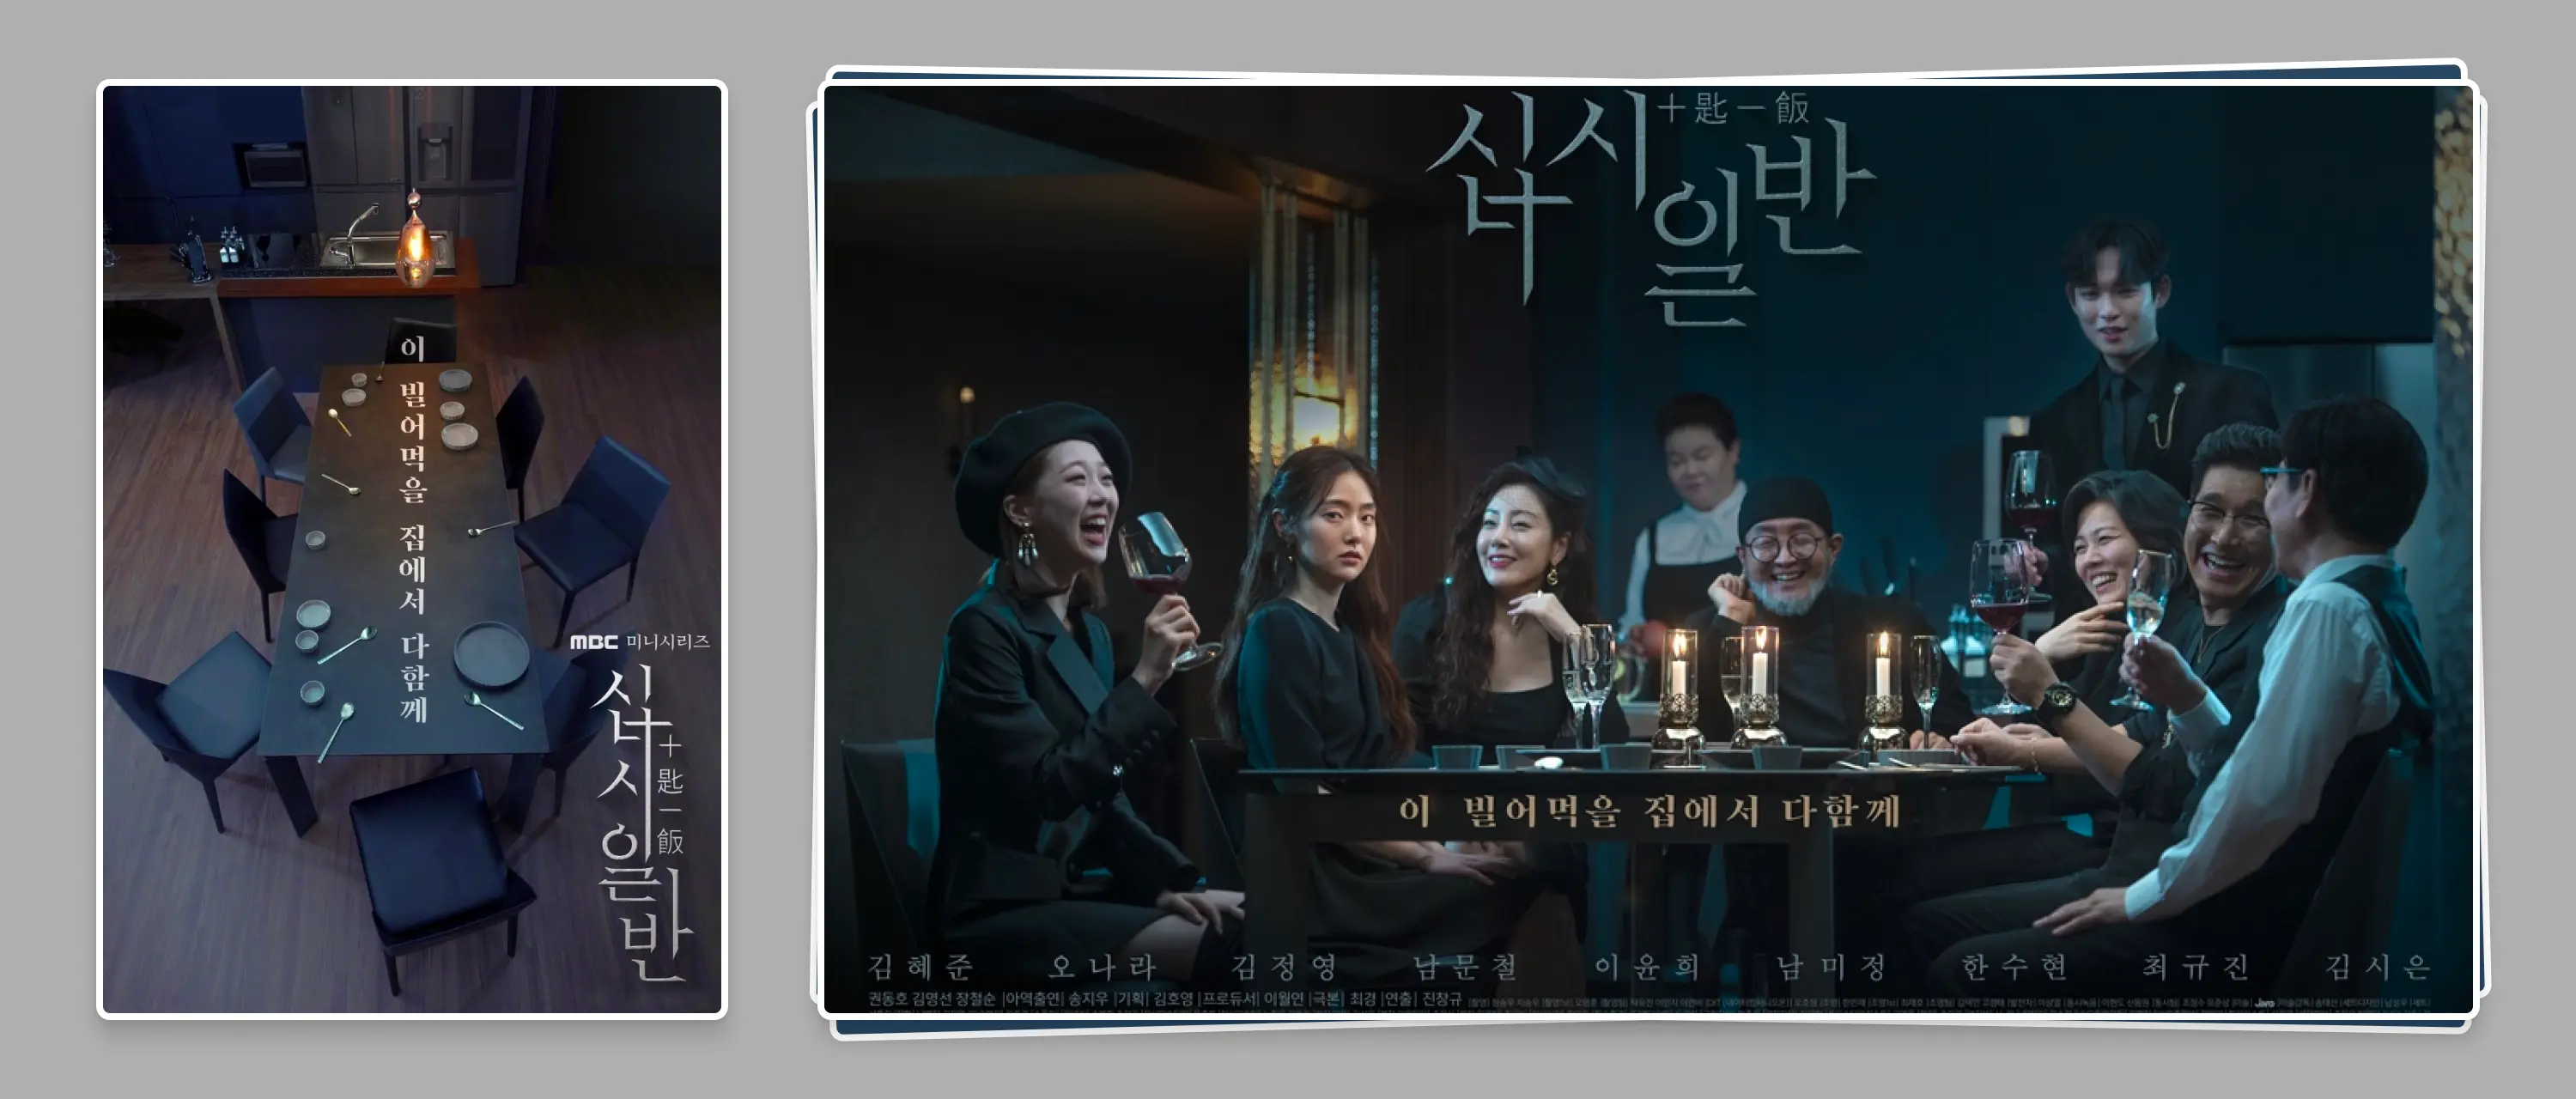 이 빌어먹을 집에서 다함께
MBC 미니시리즈
십시일반
十匙一飯
십시일반
十匙一飯
이 빌어먹을 집에서 다함께
김혜준 오나라 김정영 남문철 이윤희 남미정 한수현 최규진 김시은
권동호 김명선 장철순 |아역출연| 송지우 |기획| 김호영 |프로듀서| 이월연 |극본| 최경 |연출| 진창규